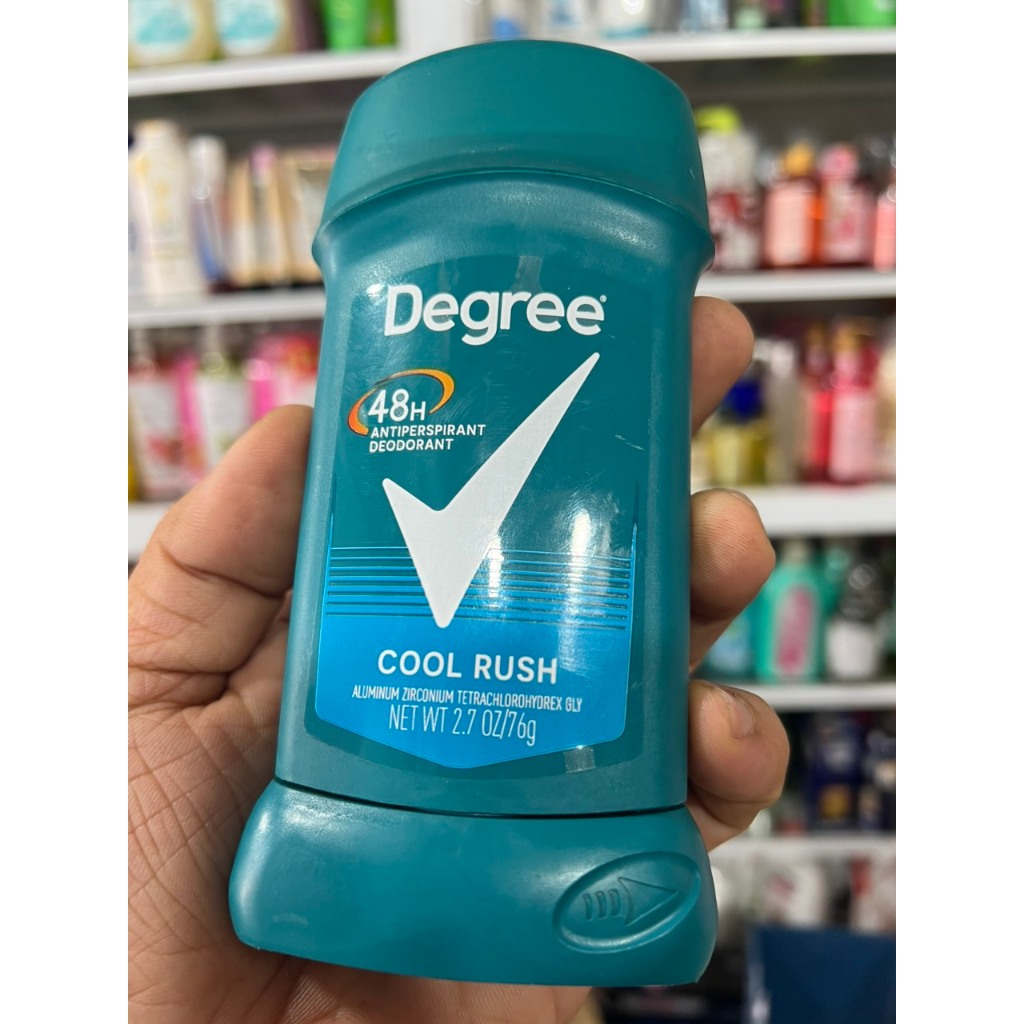 Degree®
48H
ANTIPERSPIRANT
DEODORANT
COOL RUSH
ALUMINUM ZIRCONIUM TETRACHLOROHYDREX GLY
NET WT 2.7 OZ/76g